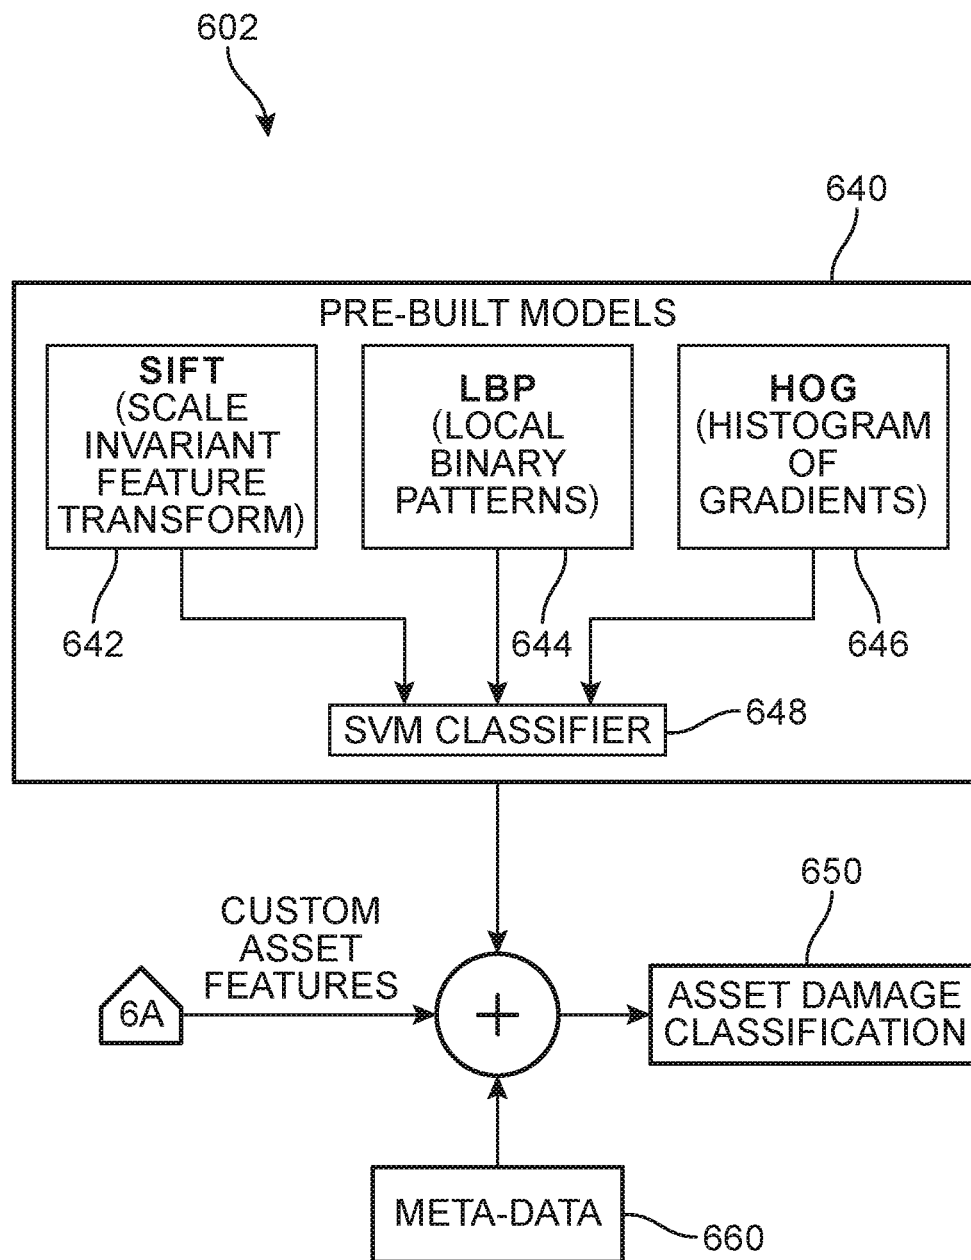 602
640
PRE-BUILT MODELS
SIFT
(SCALE
INVARIANT
FEATURE
TRANSFORM)
LBP
(LOCAL
BINARY
PATTERNS)
HOG
(HISTOGRAM
OF
GRADIENTS)
642
644
646
SVM CLASSIFIER
648
650
CUSTOM
ASSET
FEATURES
6A
+
ASSET DAMAGE
CLASSIFICATION
META-DATA
660